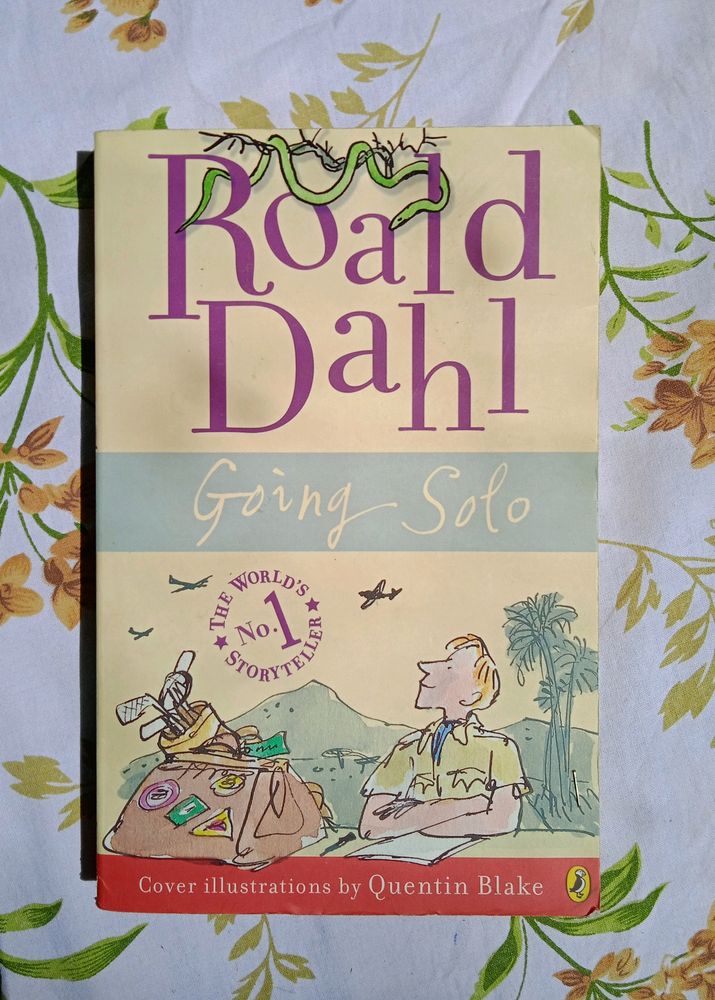 Roald
Dahl
Going Solo
THE WORLD'S
No.1
STORYTELLER
Cover illustrations by Quentin Blake